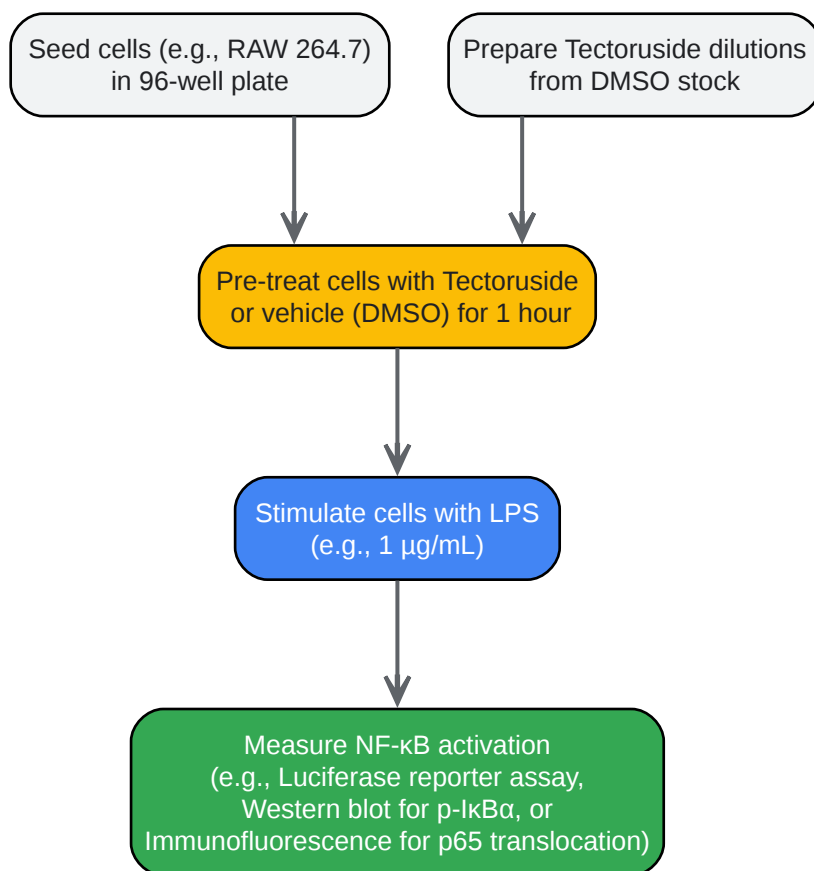 Seed cells (e.g., RAW 264.7)
in 96-well plate
Prepare Tectoruside dilutions
from DMSO stock
Pre-treat cells with Tectoruside
or vehicle (DMSO) for 1 hour
Stimulate cells with LPS
(e.g., 1 µg/mL)
Measure NF-κB activation
(e.g., Luciferase reporter assay,
Western blot for p-IκBα, or
Immunofluorescence for p65 translocation)